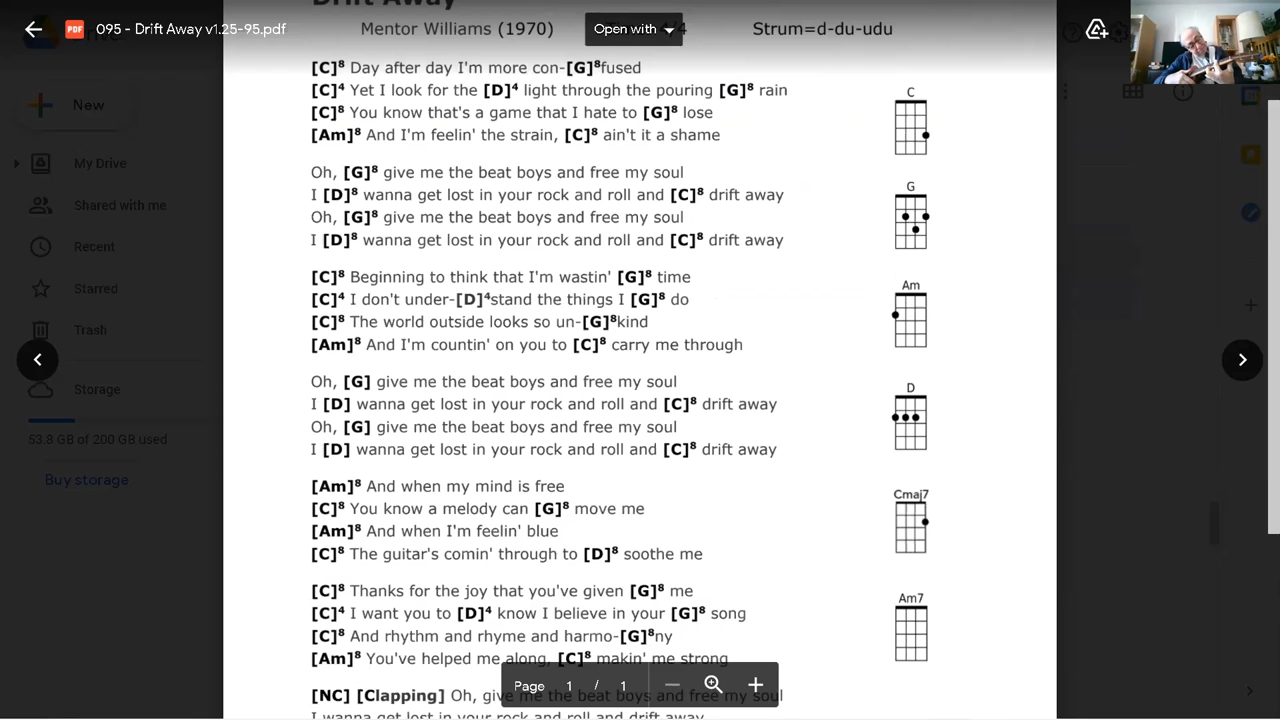 Drift Away
095 - Drift Away v1.25-95.pdf
Open with
Mentor Williams (1970)
4/4
Strum=d-du-udu
New
My Drive
Shared with me
Recent
Starred
Trash
Storage
53.8 GB of 200 GB used
Buy storage
[C]⁸ Day after day I'm more con-[G]⁸fused
[C]⁴ Yet I look for the [D]⁴ light through the pouring [G]⁸ rain
[C]⁸ You know that's a game that I hate to [G]⁸ lose
[Am]⁸ And I'm feelin' the strain, [C]⁸ ain't it a shame
Oh, [G]⁸ give me the beat boys and free my soul
I [D]⁸ wanna get lost in your rock and roll and [C]⁸ drift away
Oh, [G]⁸ give me the beat boys and free my soul
I [D]⁸ wanna get lost in your rock and roll and [C]⁸ drift away
[C]⁸ Beginning to think that I'm wastin' [G]⁸ time
[C]⁴ I don't under-[D]⁴stand the things I [G]⁸ do
[C]⁸ The world outside looks so un-[G]⁸kind
[Am]⁸ And I'm countin' on you to [C]⁸ carry me through
Oh, [G] give me the beat boys and free my soul
I [D] wanna get lost in your rock and roll and [C]⁸ drift away
Oh, [G] give me the beat boys and free my soul
I [D] wanna get lost in your rock and roll and [C]⁸ drift away
[Am]⁸ And when my mind is free
[C]⁸ You know a melody can [G]⁸ move me
[Am]⁸ And when I'm feelin' blue
[C]⁸ The guitar's comin' through to [D]⁸ soothe me
[C]⁸ Thanks for the joy that you've given [G]⁸ me
[C]⁴ I want you to [D]⁴ know I believe in your [G]⁸ song
[C]⁸ And rhythm and rhyme and harmo-[G]⁸ny
[Am]⁸ You've helped me along, [C]⁸ makin' me strong
[NC] [Clapping] Oh, give me the beat boys and free my soul
I wanna get lost in your rock and roll and drift away
C
G
Am
D
Cmaj7
Am7
Page 1 / 1